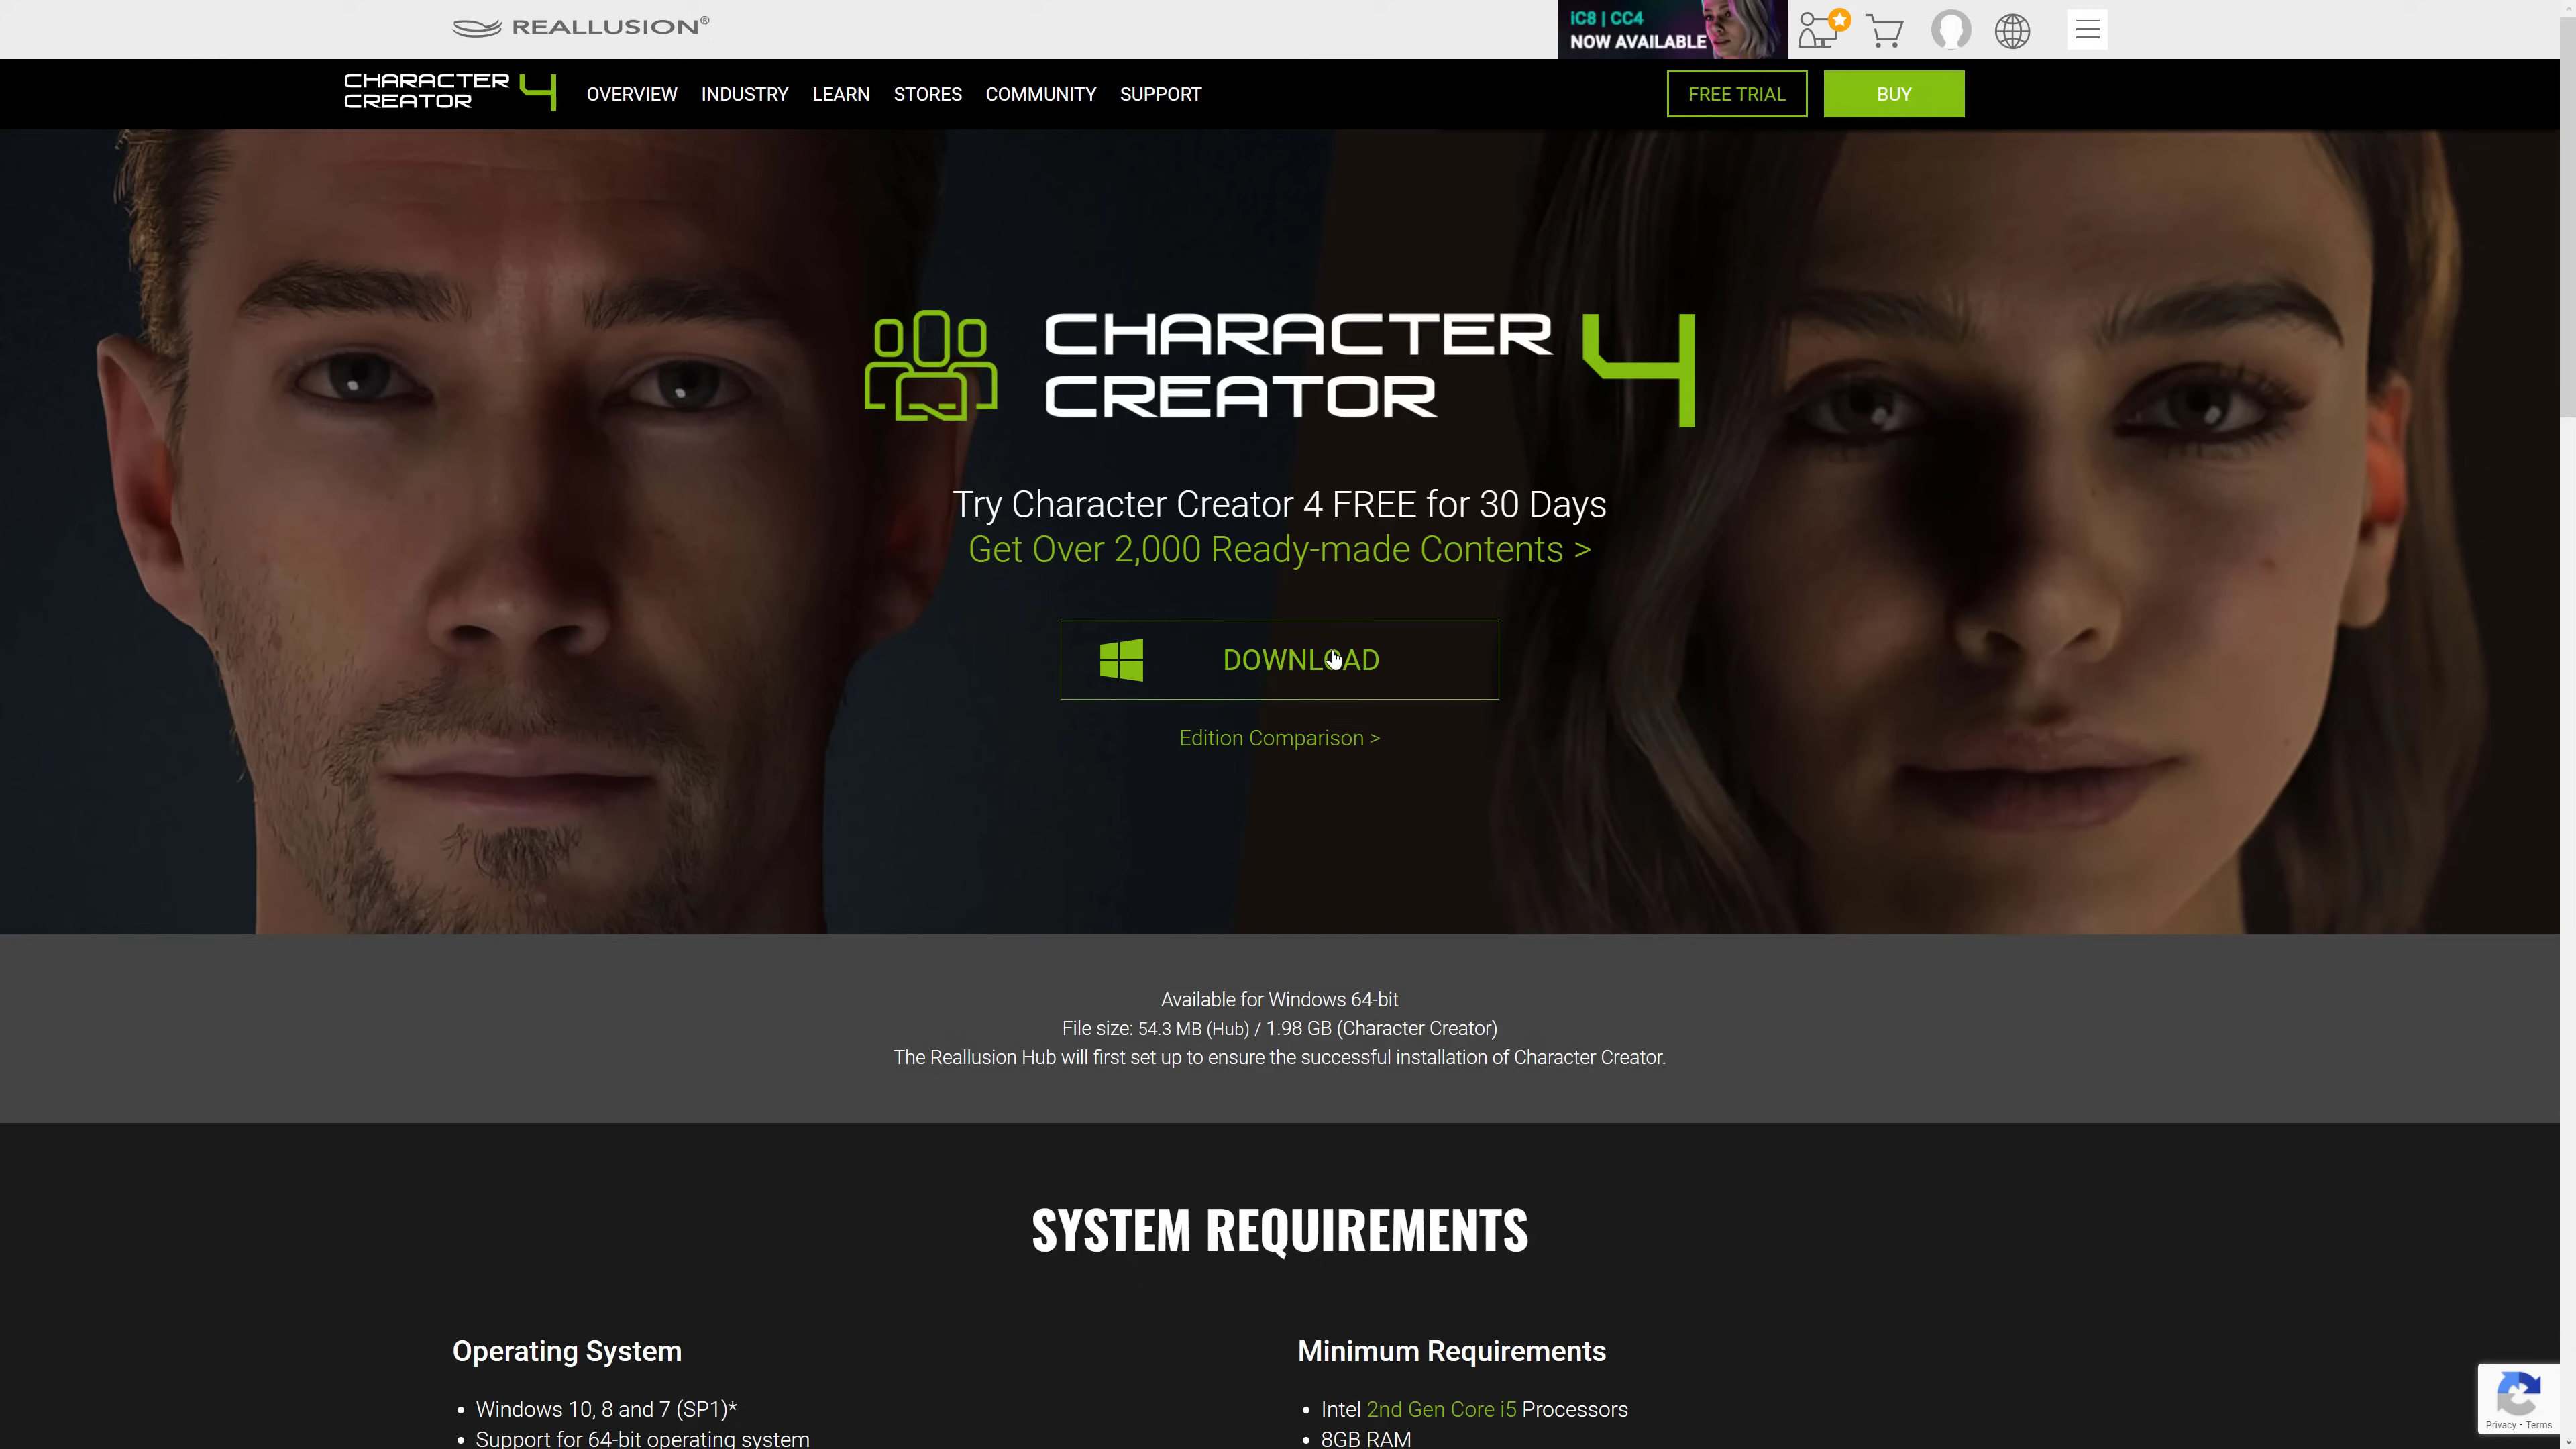 REALLUSION®
iC8 | CC4
NOW AVAILABLE
CHARACTER
CREATOR 4
OVERVIEW INDUSTRY LEARN STORES COMMUNITY SUPPORT
FREE TRIAL
BUY
CHARACTER
CREATOR 4
Try Character Creator 4 FREE for 30 Days
Get Over 2,000 Ready-made Contents >
DOWNLOAD
Edition Comparison >
Available for Windows 64-bit
File size: 54.3 MB (Hub) / 1.98 GB (Character Creator)
The Reallusion Hub will first set up to ensure the successful installation of Character Creator.
SYSTEM REQUIREMENTS
Operating System
• Windows 10, 8 and 7 (SP1)*
• Support for 64-bit operating system
Minimum Requirements
• Intel 2nd Gen Core i5 Processors
• 8GB RAM
Privacy - Terms